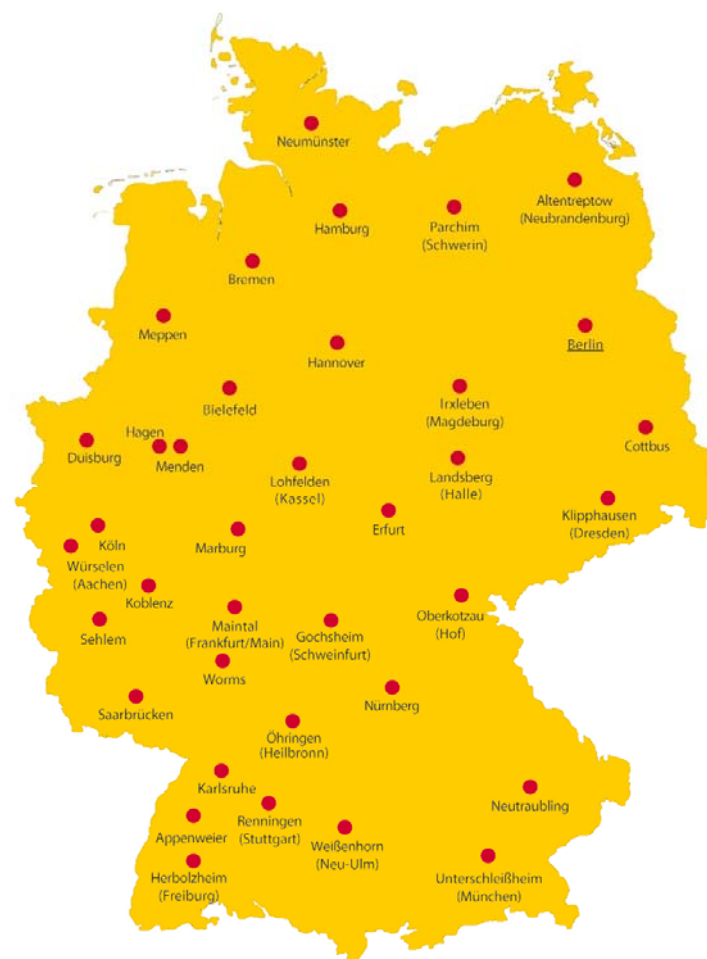 Neumünster
Altentreptow
(Neubrandenburg)
Hamburg
Parchim
(Schwerin)
Bremen
Meppen
Berlin
Hannover
Bielefeld
Irxleben
(Magdeburg)
Hagen
Duisburg
Menden
Cottbus
Lohfelden
(Kassel)
Landsberg
(Halle)
Klipphausen
(Dresden)
Erfurt
Köln
Marburg
Würselen
(Aachen)
Koblenz
Sehlem
Maintal
(Frankfurt/Main)
Gochsheim
(Schweinfurt)
Oberkotzau
(Hof)
Worms
Saarbrücken
Nürnberg
Öhringen
(Heilbronn)
Karlsruhe
Neutraubling
Appenweier
Renningen
(Stuttgart)
Weißenhorn
(Neu-Ulm)
Herbolzheim
(Freiburg)
Unterschleißheim
(München)